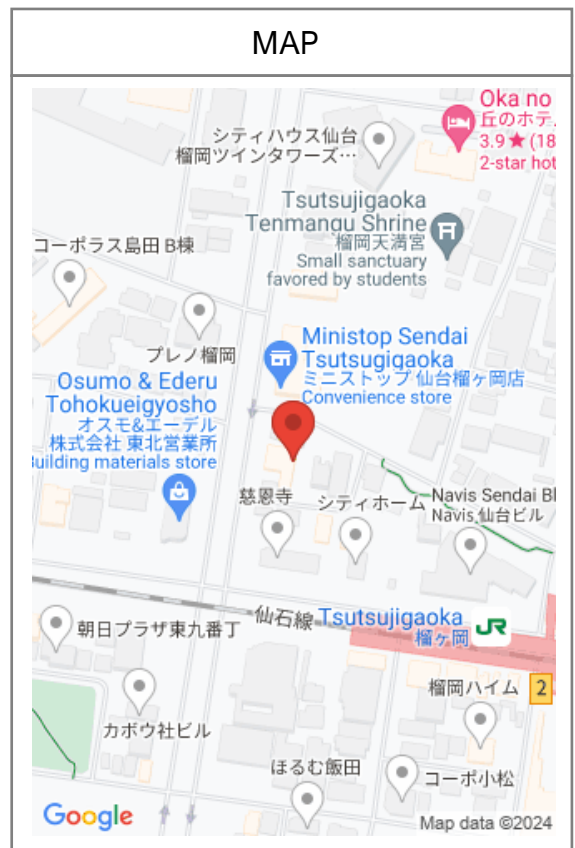 MAP
Oka no
丘のホテ..
3.9★(18
2-star hot
シティハウス仙台
榴岡ツインタワーズ…
Tsutsujigaoka
Tenmangu Shrine
榴岡天満宮
Small sanctuary
favored by students
コーポラス島田 B棟
プレノ榴岡
Ministop Sendai
Tsutsugigaoka
ミニストップ 仙台榴ヶ岡店
Convenience store
Osumo & Ederu
Tohokueigyosho
オスモ&エーデル
株式会社 東北営業所
Building materials store
慈恩寺
シティホーム
Navis Sendai Bl
Navis 仙台ビル
仙石線
Tsutsujigaoka
榴ヶ岡
JR
朝日プラザ東九番丁
榴岡ハイム
2
カボウ社ビル
ほるむ飯田
コーポ小松
Google
Map data ©2024